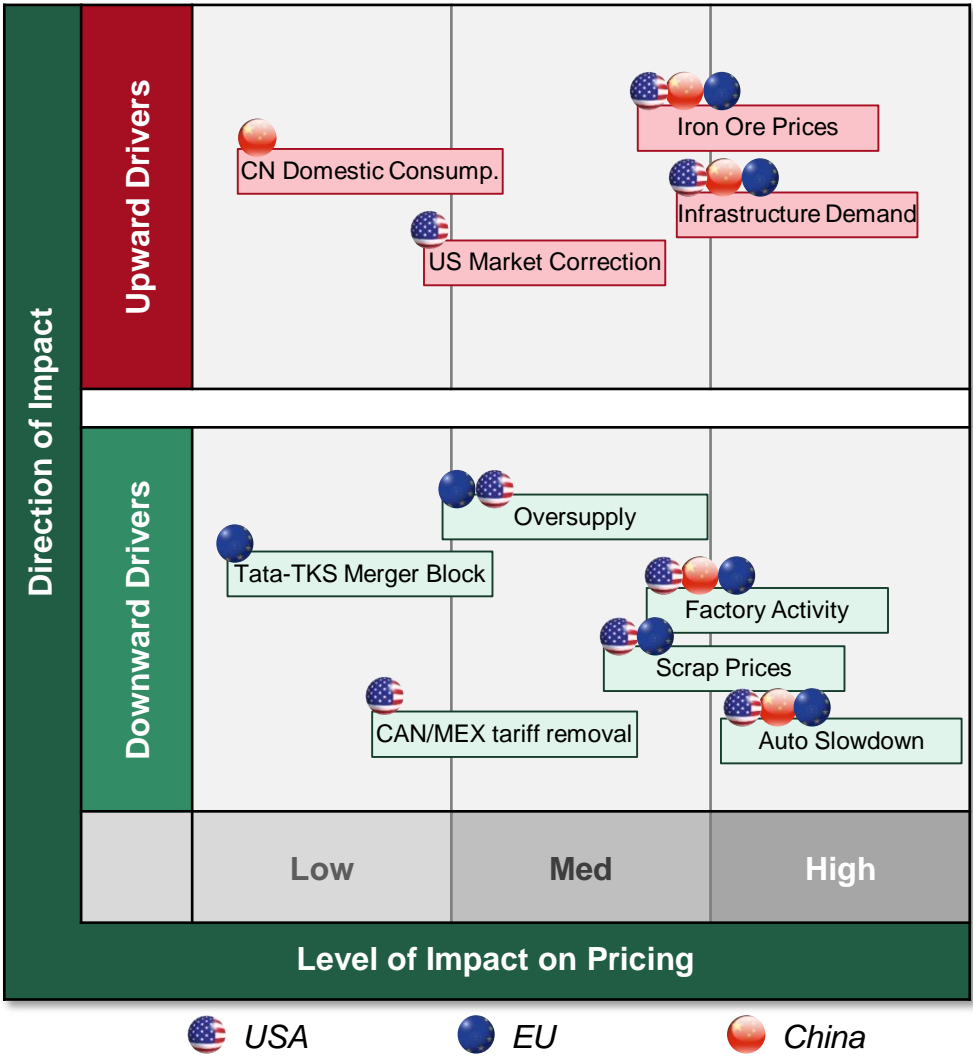 Direction of Impact
Upward Drivers
Iron Ore Prices
CN Domestic Consump.
Infrastructure Demand
US Market Correction
Downward Drivers
Oversupply
Tata-TKS Merger Block
Factory Activity
Scrap Prices
CAN/MEX tariff removal
Auto Slowdown
Low
Med
High
Level of Impact on Pricing
USA
EU
China